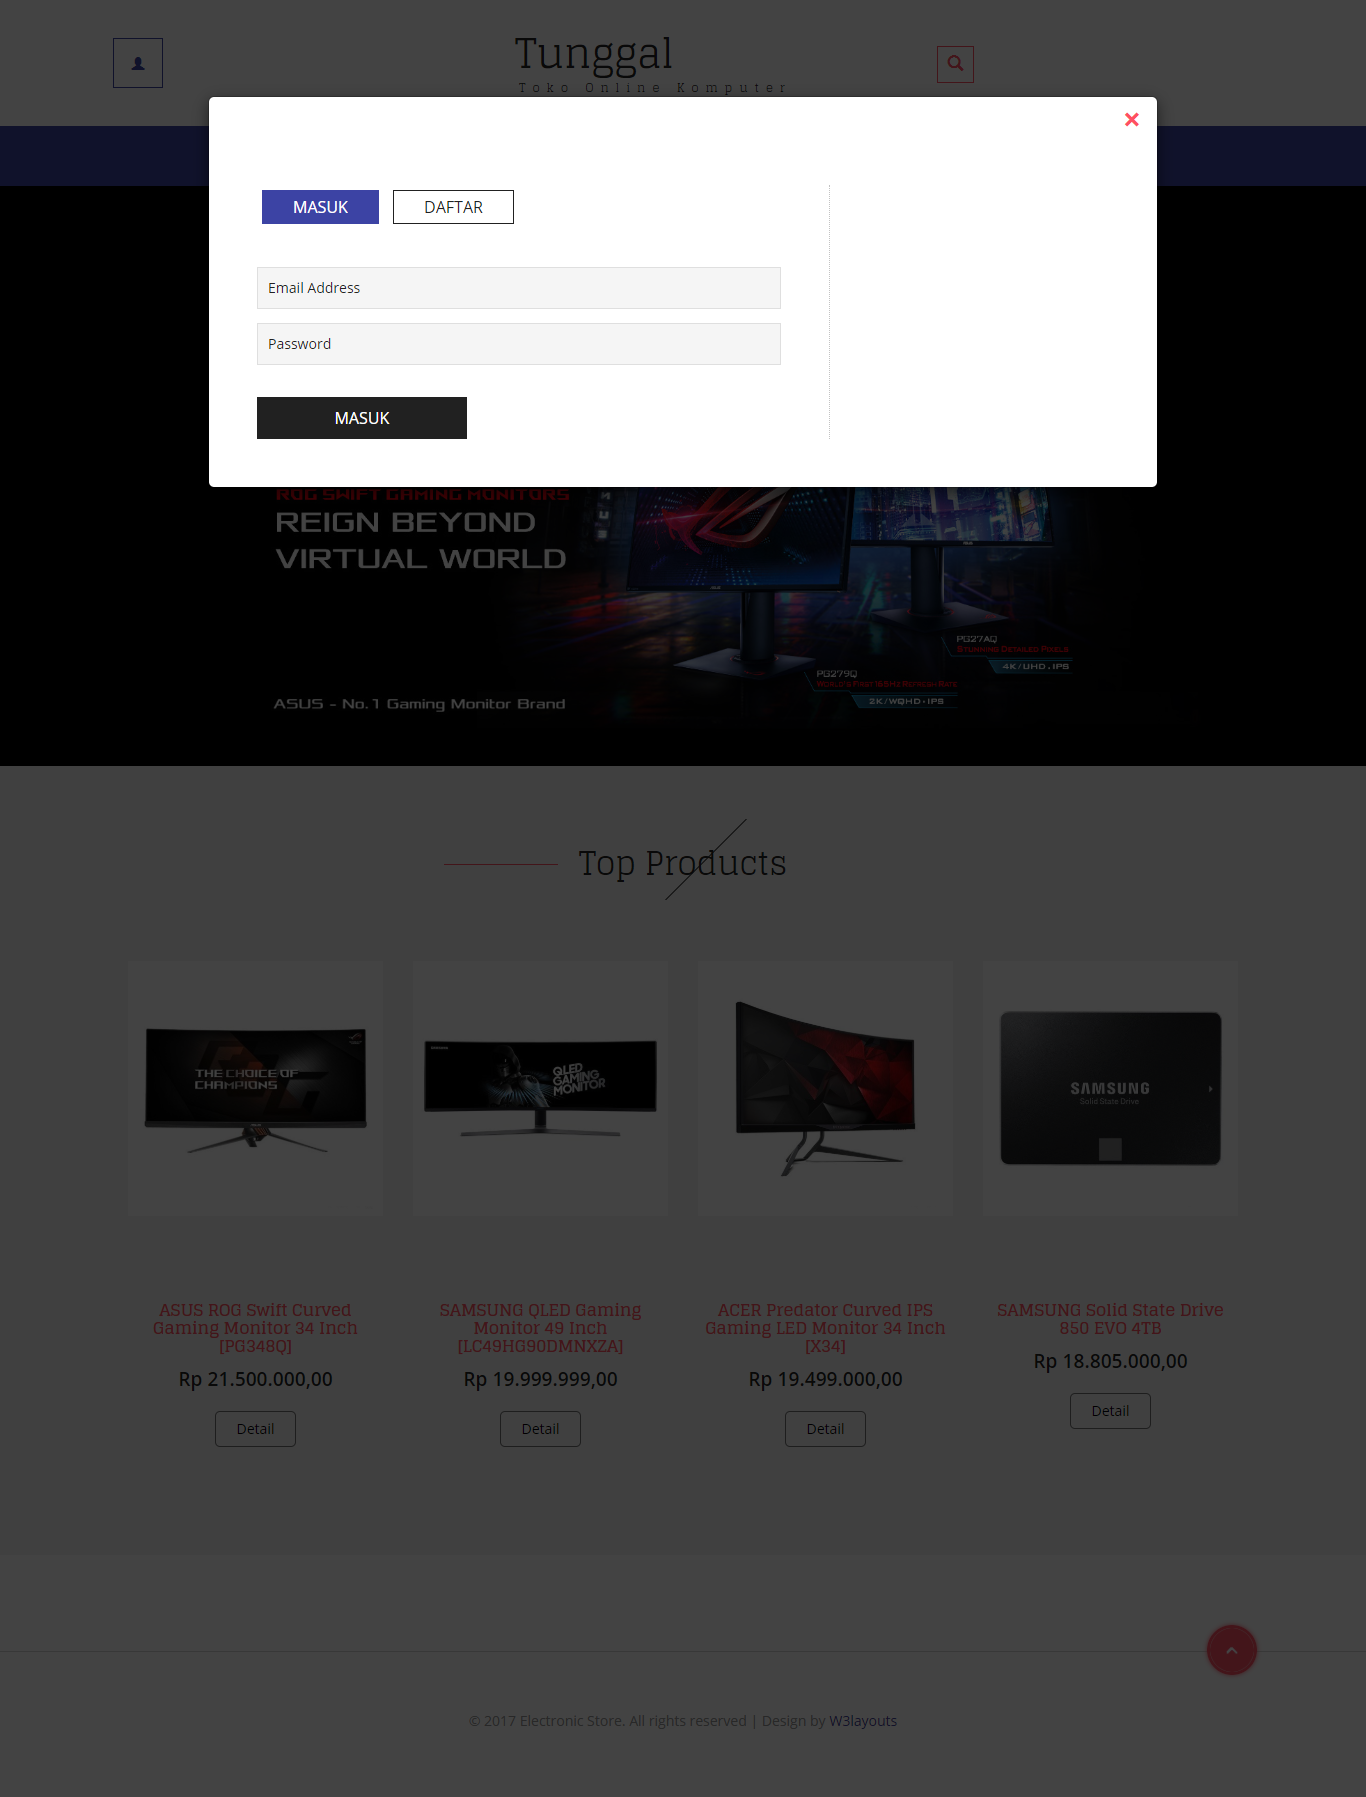 Tunggal
Toko Online Komputer
MASUK
DAFTAR
Email Address
Password
MASUK
ROG SWIFT GAMING MONITORS
REIGN BEYOND
VIRTUAL WORLD
PG27AQ
STUNNING DETAILED PIXELS
4K / UHD . IPS
PG279Q
WORLD'S FIRST 165HZ REFRESH RATE
2K / WQHD . IPS
ASUS - No.1 Gaming Monitor Brand
Top Products
THE CHOICE OF
CHAMPIONS
QLED
GAMING
MONITOR
SAMSUNG
Solid State Drive
ASUS ROG Swift Curved
Gaming Monitor 34 Inch
[PG348Q]
Rp 21.500.000,00
Detail
SAMSUNG QLED Gaming
Monitor 49 Inch
[LC49HG90DMNXZA]
Rp 19.999.999,00
Detail
ACER Predator Curved IPS
Gaming LED Monitor 34 Inch
[X34]
Rp 19.499.000,00
Detail
SAMSUNG Solid State Drive
850 EVO 4TB
Rp 18.805.000,00
Detail
© 2017 Electronic Store. All rights reserved | Design by W3layouts